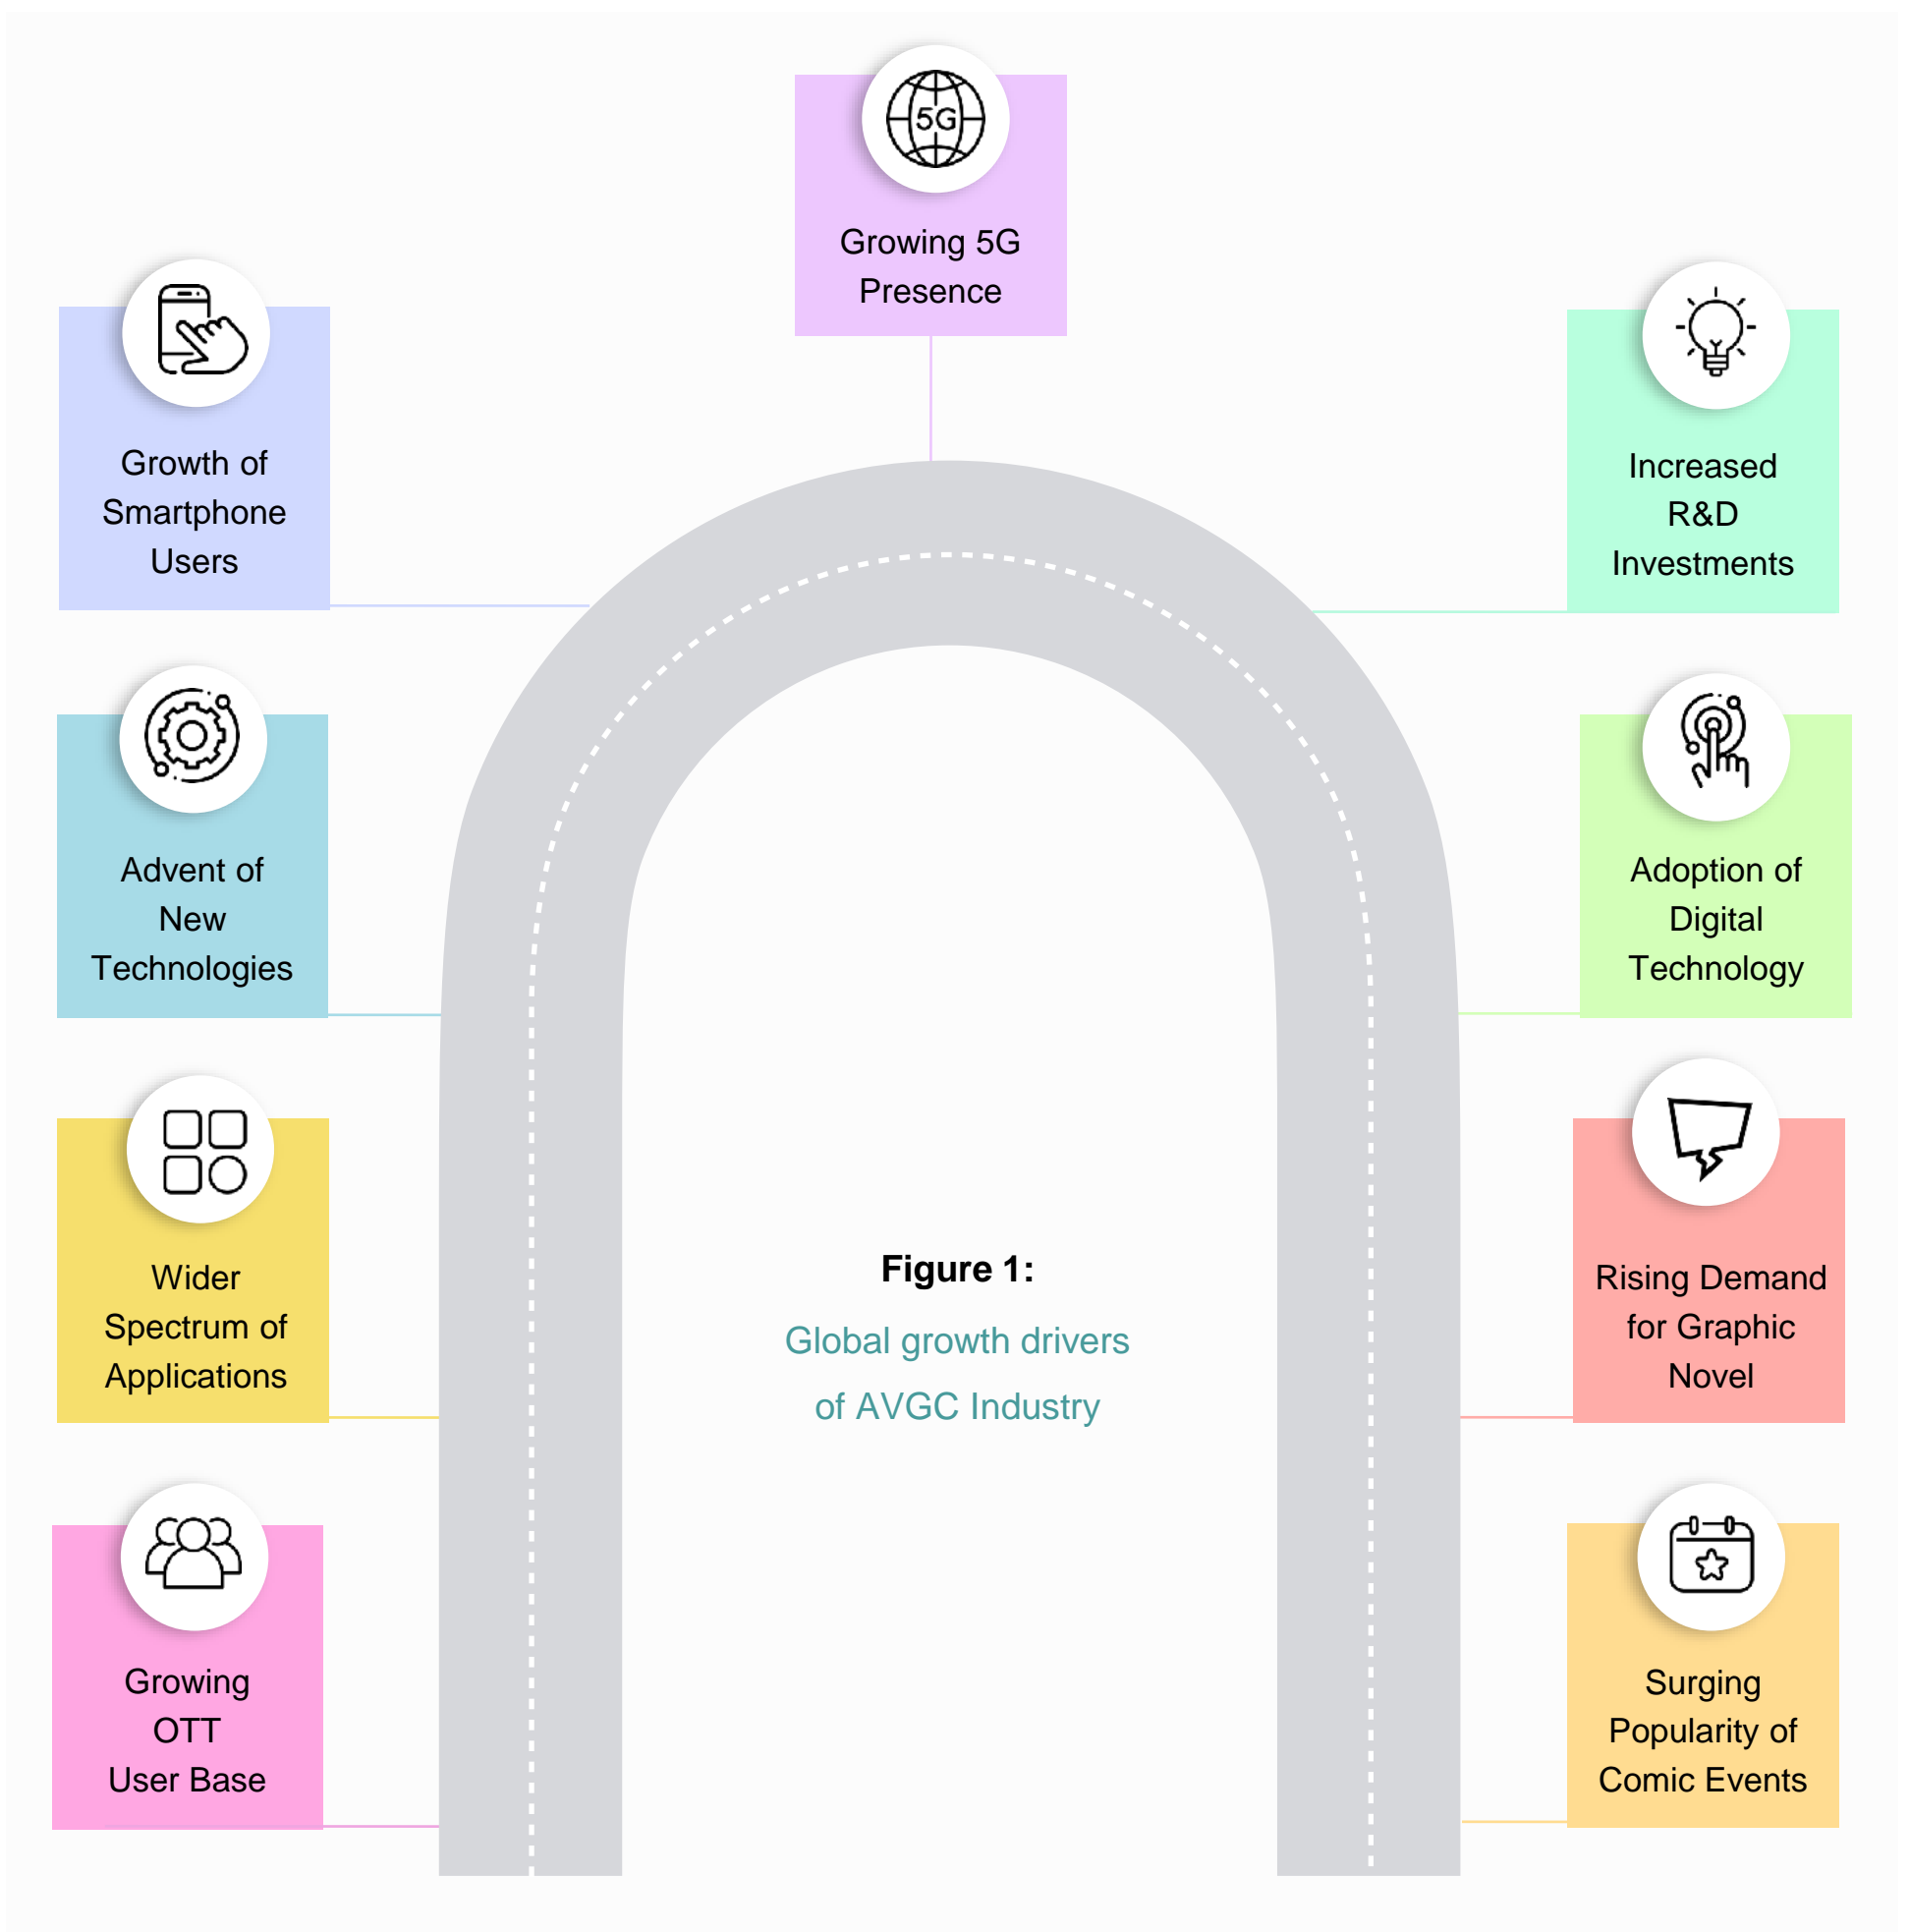 5G
Growing 5G
Presence
Growth of
Smartphone
Users
Increased
R&D
Investments
Advent of
New
Technologies
Adoption of
Digital
Technology
Wider
Spectrum of
Applications
Figure 1:
Global growth drivers
of AVGC Industry
Rising Demand
for Graphic
Novel
Growing
OTT
User Base
Surging
Popularity of
Comic Events